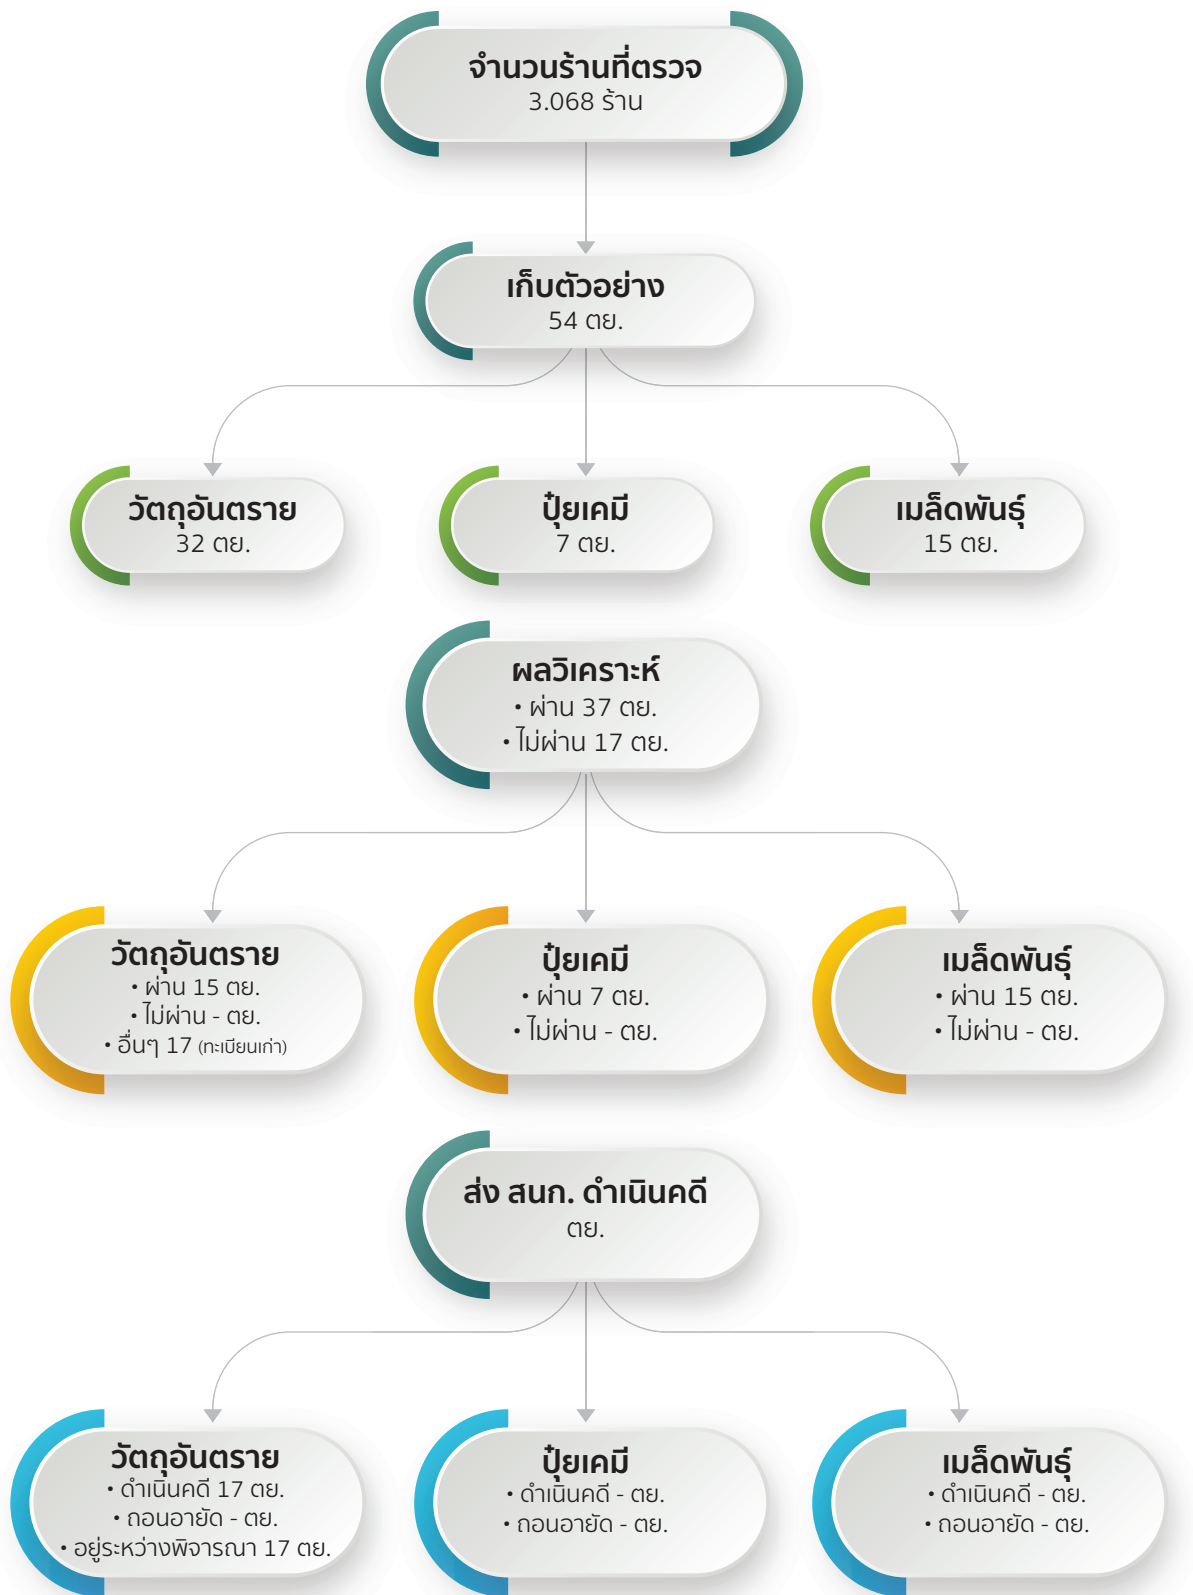 จำนวนร้านที่ตรวจ
3.068 ร้าน
เก็บตัวอย่าง
54 ตย.
วัตถุอันตราย
32 ตย.
ปุ๋ยเคมี
7 ตย.
เมล็ดพันธุ์
15 ตย.
ผลวิเคราะห์
• ผ่าน 37 ตย.
• ไม่ผ่าน 17 ตย.
วัตถุอันตราย
• ผ่าน 15 ตย.
• ไม่ผ่าน - ตย.
• อื่นๆ 17 (ทะเบียนเก่า)
ปุ๋ยเคมี
• ผ่าน 7 ตย.
• ไม่ผ่าน - ตย.
เมล็ดพันธุ์
• ผ่าน 15 ตย.
• ไม่ผ่าน - ตย.
ส่ง สนก. ดำเนินคดี
ตย.
วัตถุอันตราย
• ดำเนินคดี 17 ตย.
• ถอนอายัด - ตย.
• อยู่ระหว่างพิจารณา 17 ตย.
ปุ๋ยเคมี
• ดำเนินคดี - ตย.
• ถอนอายัด - ตย.
เมล็ดพันธุ์
• ดำเนินคดี - ตย.
• ถอนอายัด - ตย.